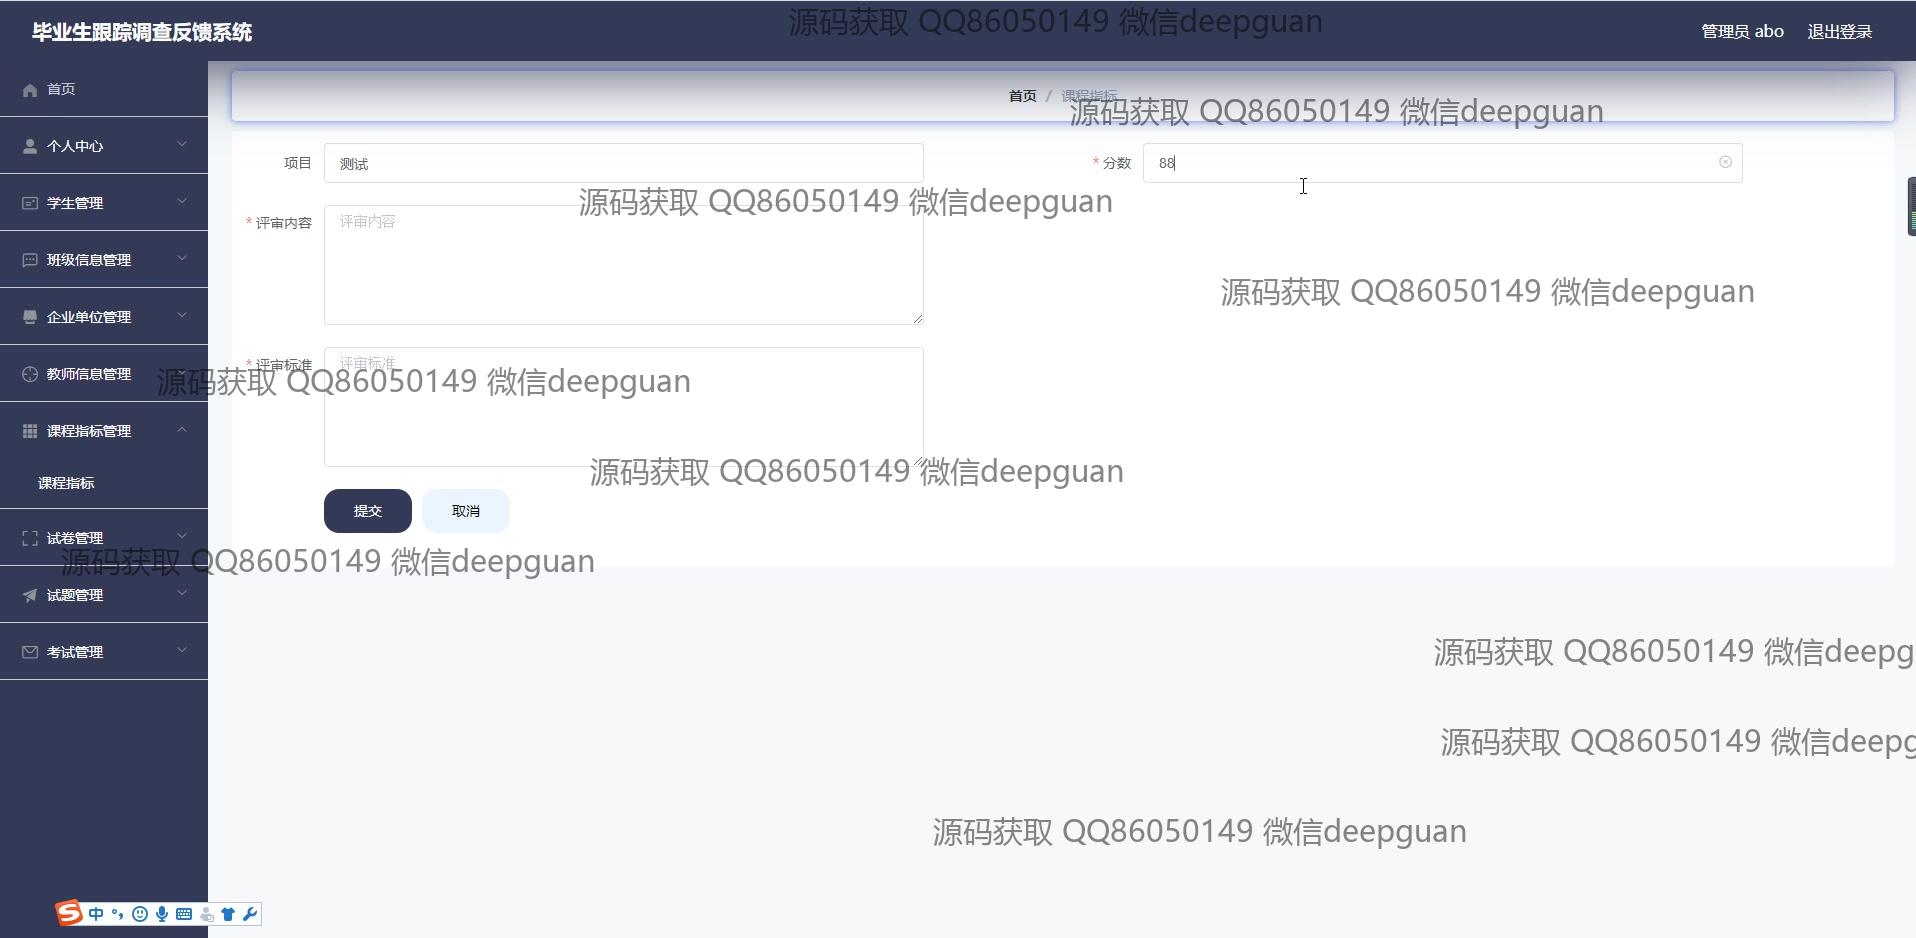 毕业生跟踪调查反馈系统
源码获取 QQ86050149 微信deepguan
管理员 abo 退出登录
首页
首页 / 课程指标
源码获取 QQ86050149 微信deepguan
个人中心
项目 测试
* 分数 88
学生管理
源码获取 QQ86050149 微信deepguan
* 评审内容 评审内容
班级信息管理
源码获取 QQ86050149 微信deepguan
企业单位管理
* 评审标准 评审标准
教师信息管理
源码获取 QQ86050149 微信deepguan
课程指标管理
源码获取 QQ86050149 微信deepguan
课程指标
提交 取消
试卷管理
源码获取 QQ86050149 微信deepguan
试题管理
考试管理
源码获取 QQ86050149 微信deepg
源码获取 QQ86050149 微信deepg
源码获取 QQ86050149 微信deepguan
S 中